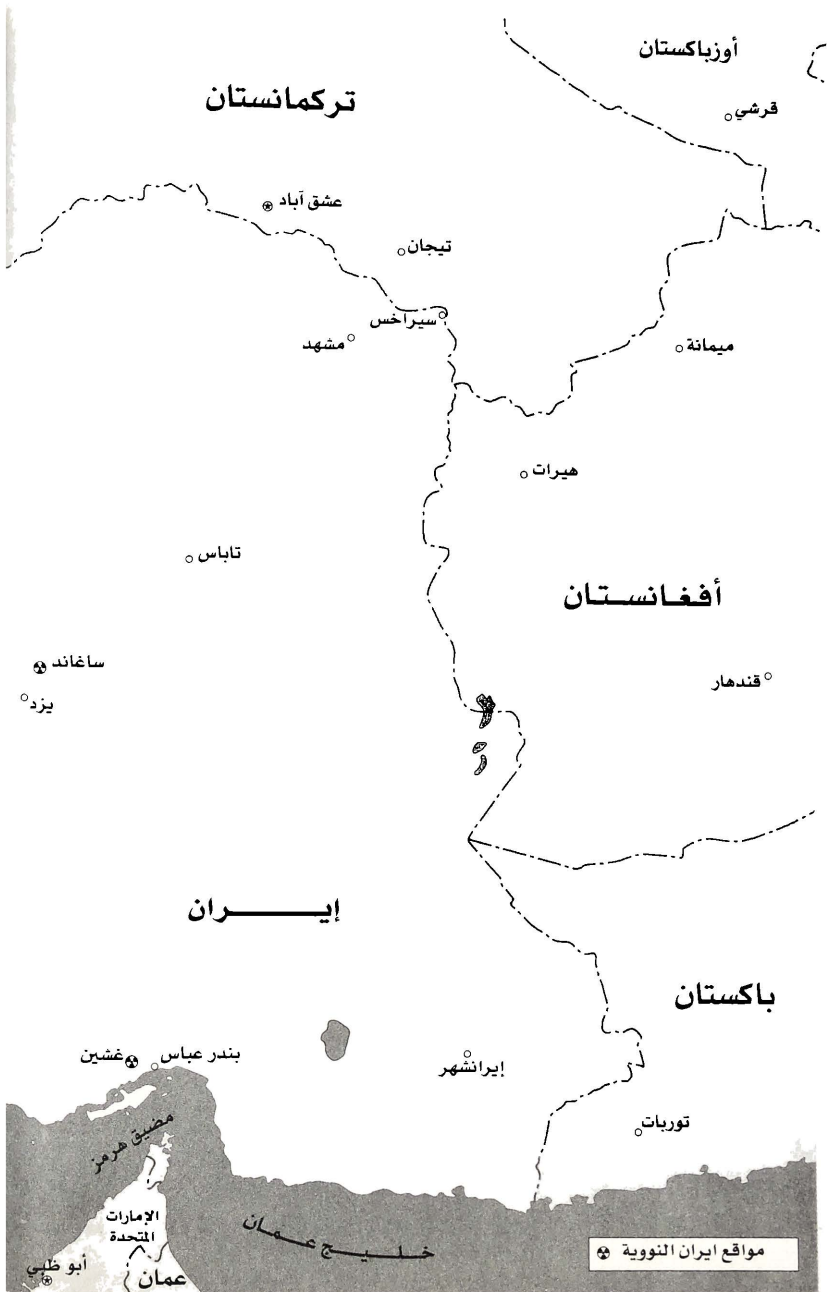 أوزباكستان
تركمانستان
قرشي
عشق آباد
تيجان
سيراخس
مشهد
ميمانة
هيرات
تاباس
أفغانستان
ساغاند
قندهار
يزد
إيران
باكستان
غشين
بندر عباس
إيرانشهر
توربات
مضيق هرمز
الإمارات
المتحدة
خليج عمان
أبو ظبي
عمان
مواقع ايران النووية